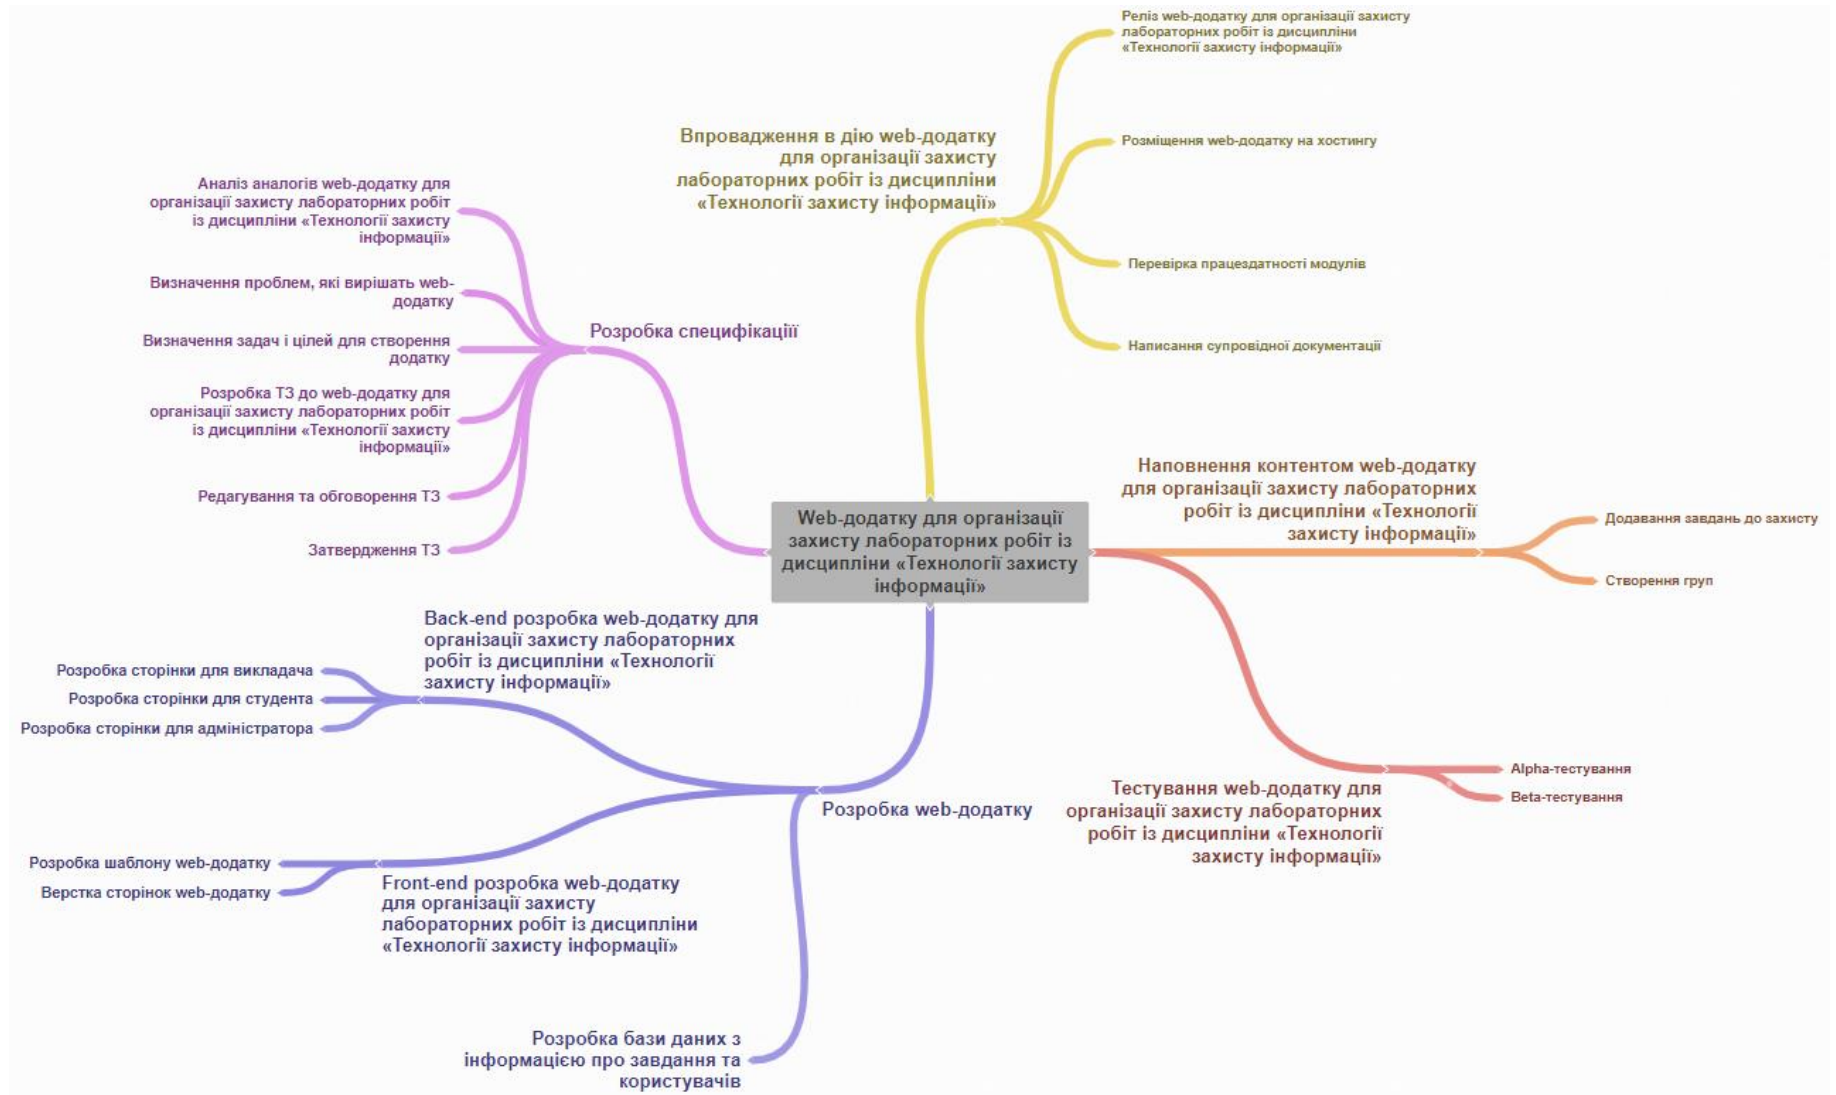 Реліз web-додатку для організації захисту
лабораторних робіт із дисципліни
«Технології захисту інформації»
Впровадження в дію web-додатку
для організації захисту
лабораторних робіт із дисципліни
«Технології захисту інформації»
Розміщення web-додатку на хостингу
Перевірка працездатності модулів
Написання супровідної документації
Аналіз аналогів web-додатку для
організації захисту лабораторних робіт
із дисципліни «Технології захисту
інформації»
Визначення проблем, які вирішать web-
додатку
Визначення задач і цілей для створення
додатку
Розробка ТЗ до web-додатку для
організації захисту лабораторних робіт
із дисципліни «Технології захисту
інформації»
Редагування та обговорення ТЗ
Затвердження ТЗ
Розробка специфікаціїї
Наповнення контентом web-додатку
для організації захисту лабораторних
робіт із дисципліни «Технології
захисту інформації»
Додавання завдань до захисту
Створення груп
Web-додатку для організації
захисту лабораторних робіт із
дисципліни «Технології захисту
інформації»
Back-end розробка web-додатку для
організації захисту лабораторних
робіт із дисципліни «Технології
захисту інформації»
Розробка сторінки для викладача
Розробка сторінки для студента
Розробка сторінки для адміністратора
Розробка web-додатку
Тестування web-додатку для
організації захисту лабораторних
робіт із дисципліни «Технології
захисту інформації»
Alpha-тестування
Beta-тестування
Розробка шаблону web-додатку
Верстка сторінок web-додатку
Front-end розробка web-додатку
для організації захисту
лабораторних робіт із дисципліни
«Технології захисту інформації»
Розробка бази даних з
інформацією про завдання та
користувачів